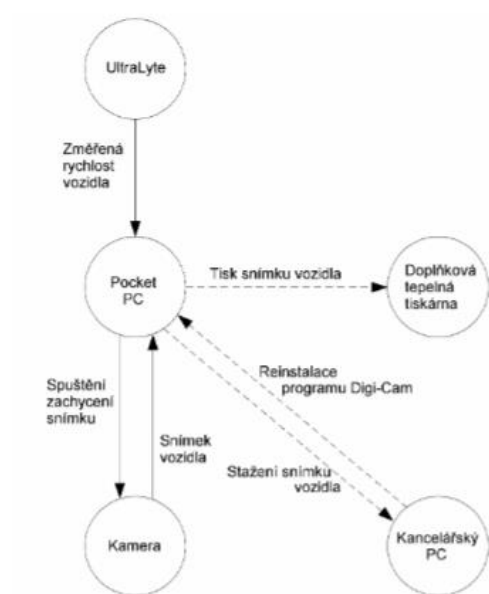 UltraLyte
Změřená
rychlost
vozidla
Pocket
PC
Tisk snímku vozidla
Doplňková
tepelná
tiskárna
Reinstalace
programu Digi-Cam
Spuštění
zachycení
snímku
Snímek
vozidla
Stažení snímku
vozidla
Kamera
Kancelářský
PC